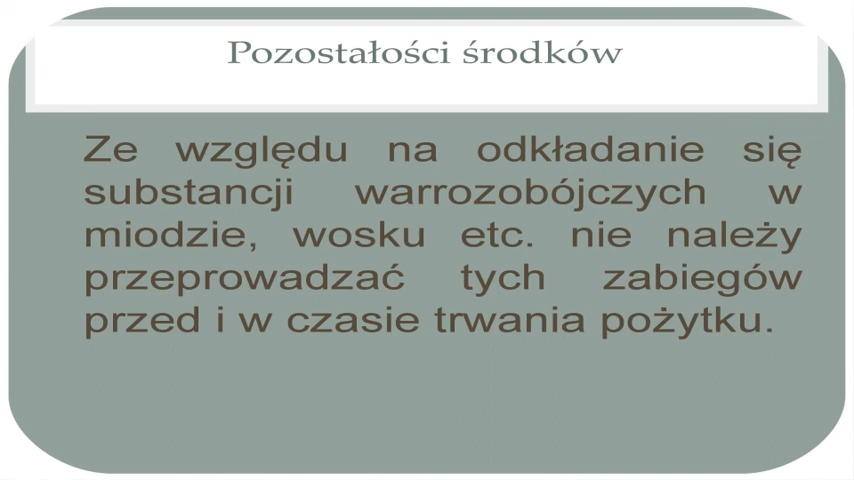 Pozostałości środków
Ze względu na odkładanie się
substancji warrozobójczych w
miodzie, wosku etc. nie należy
przeprowadzać tych zabiegów
przed i w czasie trwania pożytku.